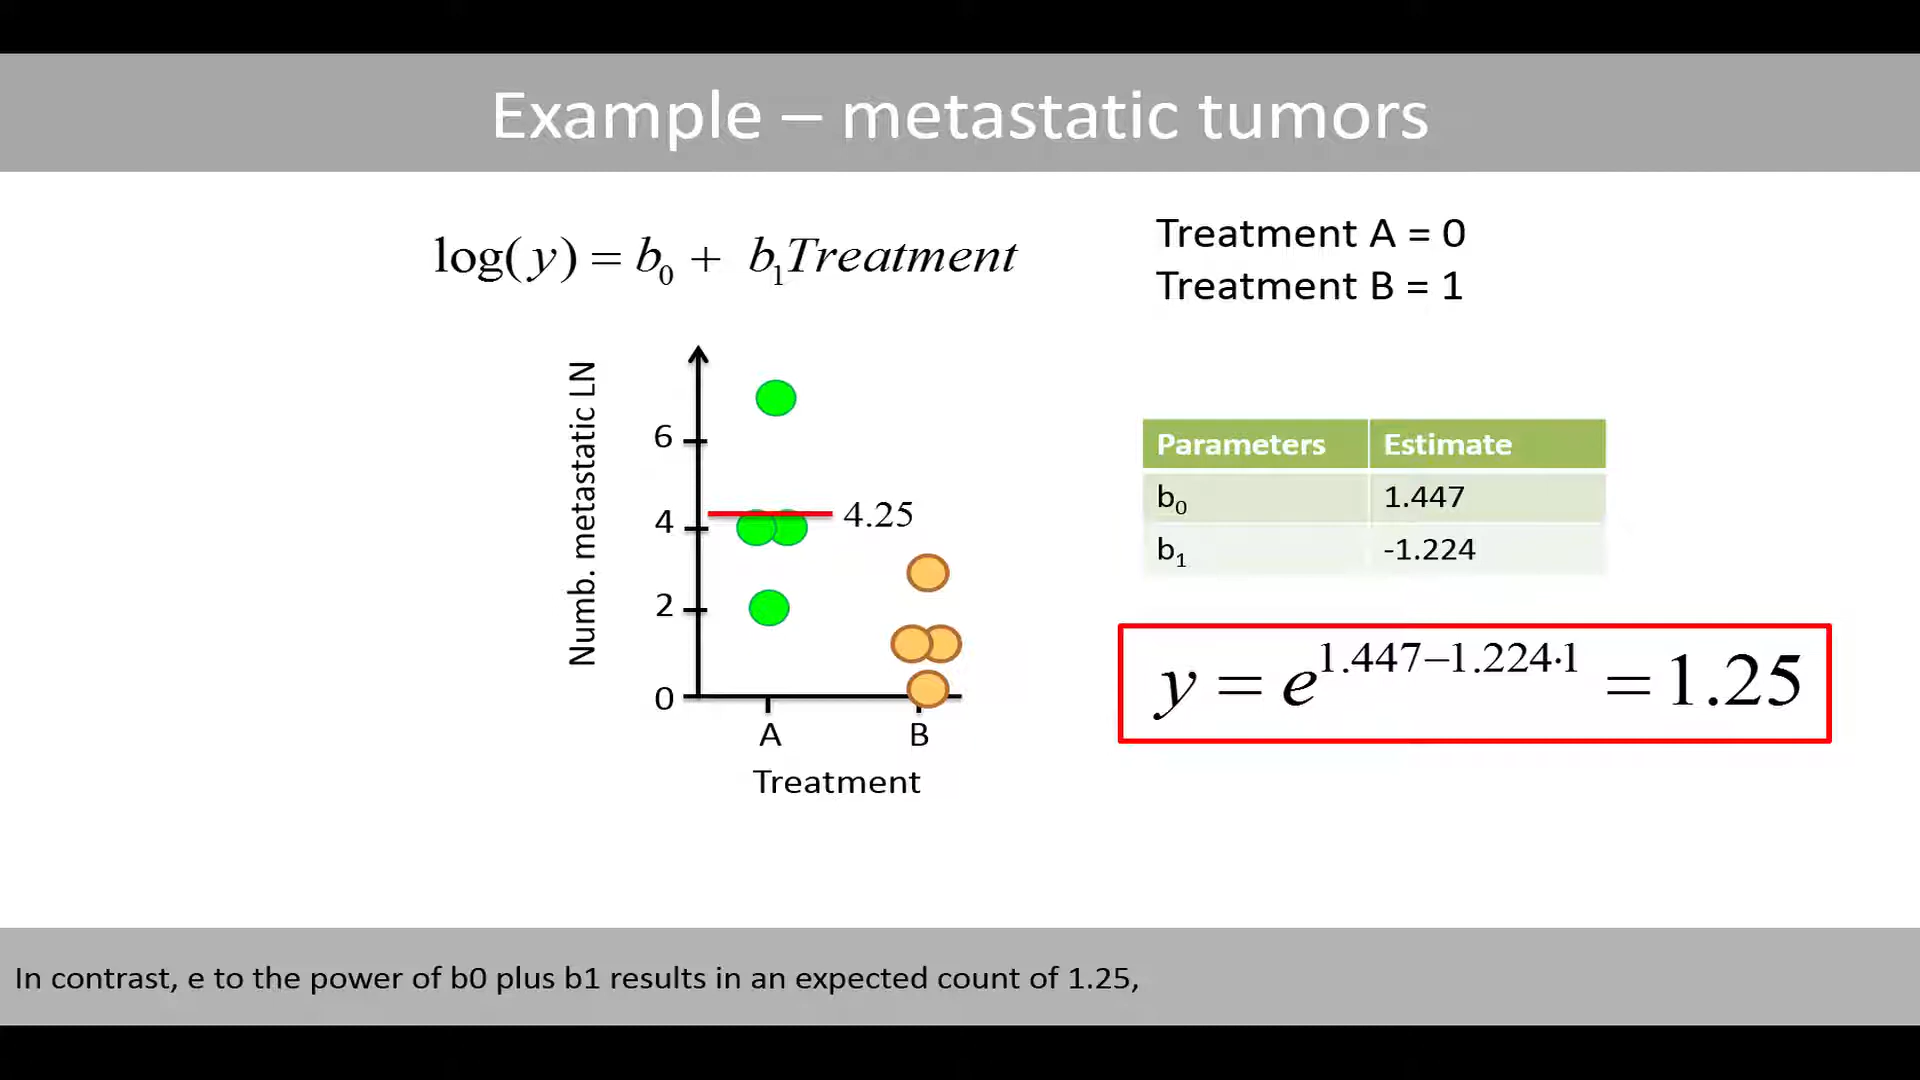 Example – metastatic tumors
log(y) = b₀ + b₁Treatment
Treatment A = 0
Treatment B = 1
Numb. metastatic LN
6
4
2
0
4.25
A B
Treatment
Parameters Estimate
b₀ 1.447
b₁ -1.224
y = e^{1.447−1.224·1} = 1.25
In contrast, e to the power of b0 plus b1 results in an expected count of 1.25,